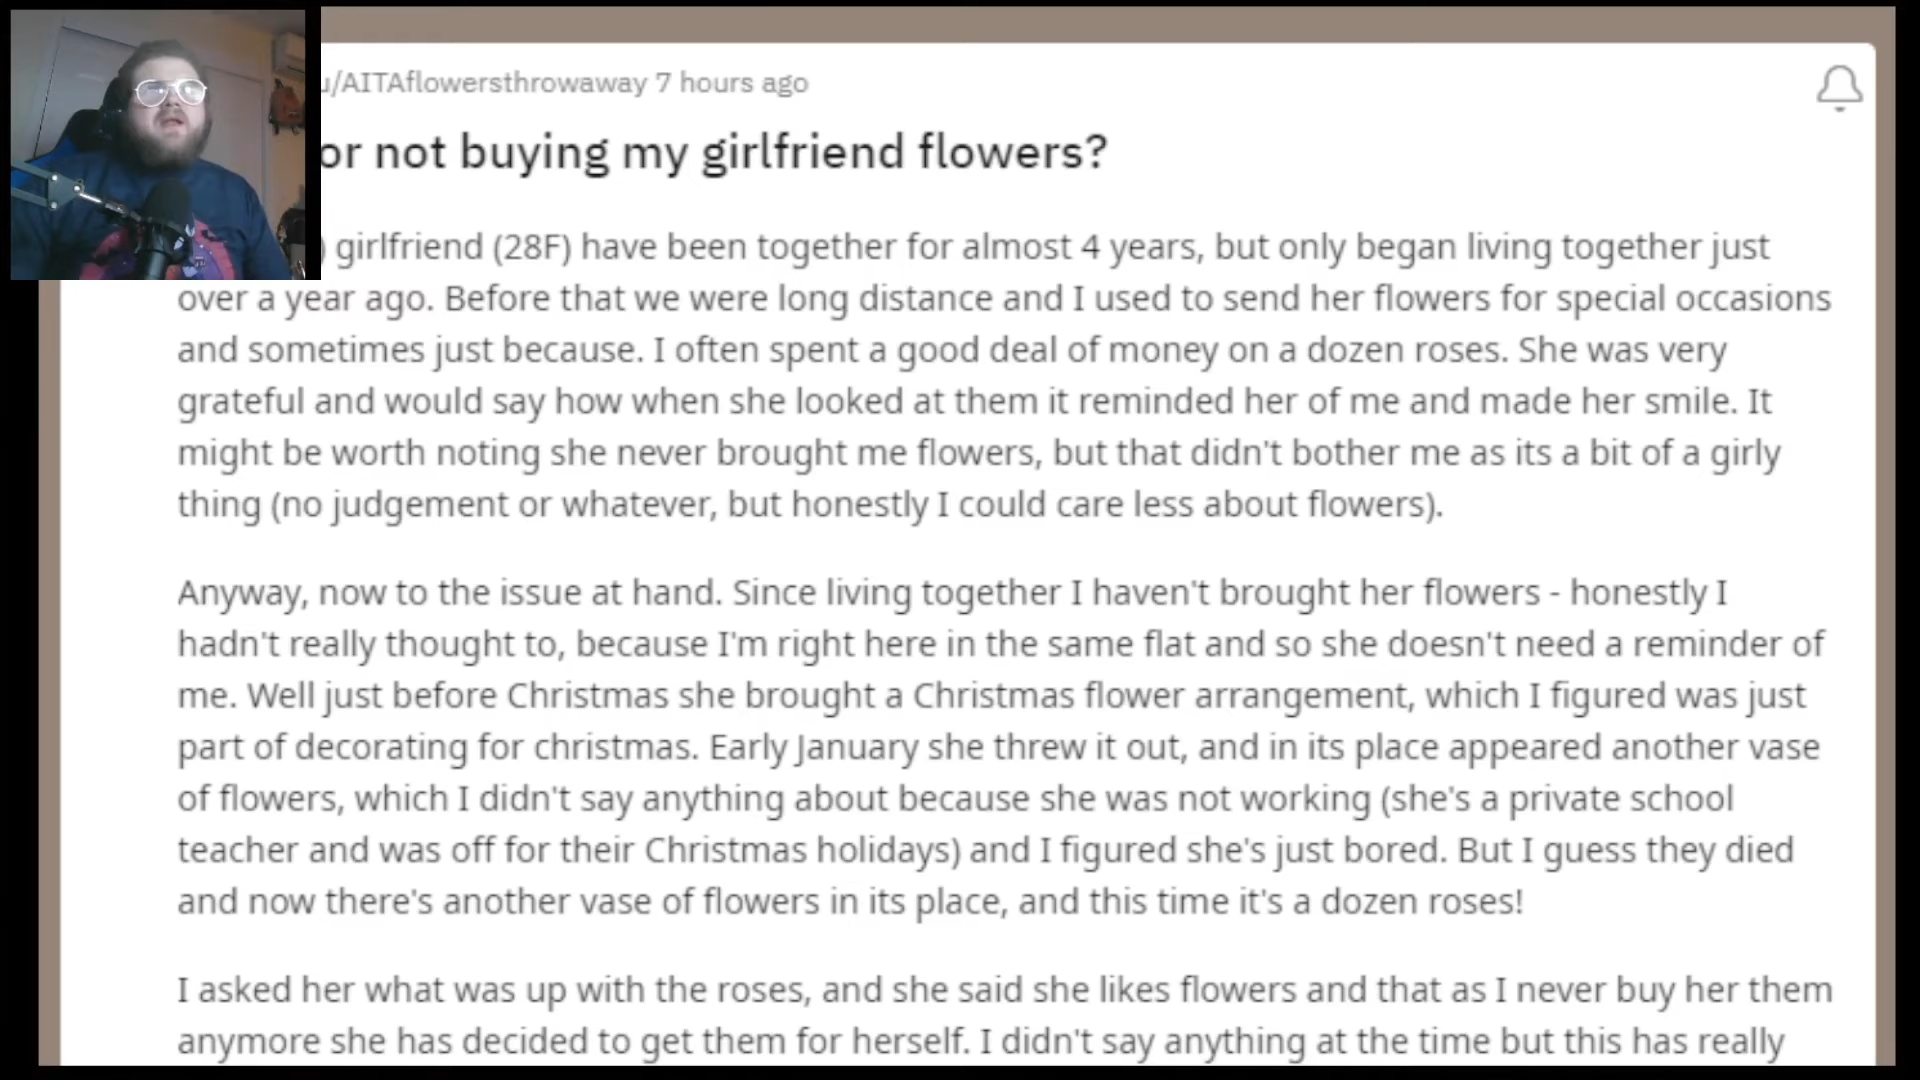 u/AITAflowersthrowaway 7 hours ago
or not buying my girlfriend flowers?
) girlfriend (28F) have been together for almost 4 years, but only began living together just
over a year ago. Before that we were long distance and I used to send her flowers for special occasions
and sometimes just because. I often spent a good deal of money on a dozen roses. She was very
grateful and would say how when she looked at them it reminded her of me and made her smile. It
might be worth noting she never brought me flowers, but that didn't bother me as its a bit of a girly
thing (no judgement or whatever, but honestly I could care less about flowers).
Anyway, now to the issue at hand. Since living together I haven't brought her flowers - honestly I
hadn't really thought to, because I'm right here in the same flat and so she doesn't need a reminder of
me. Well just before Christmas she brought a Christmas flower arrangement, which I figured was just
part of decorating for christmas. Early January she threw it out, and in its place appeared another vase
of flowers, which I didn't say anything about because she was not working (she's a private school
teacher and was off for their Christmas holidays) and I figured she's just bored. But I guess they died
and now there's another vase of flowers in its place, and this time it's a dozen roses!
I asked her what was up with the roses, and she said she likes flowers and that as I never buy her them
anymore she has decided to get them for herself. I didn't say anything at the time but this has really